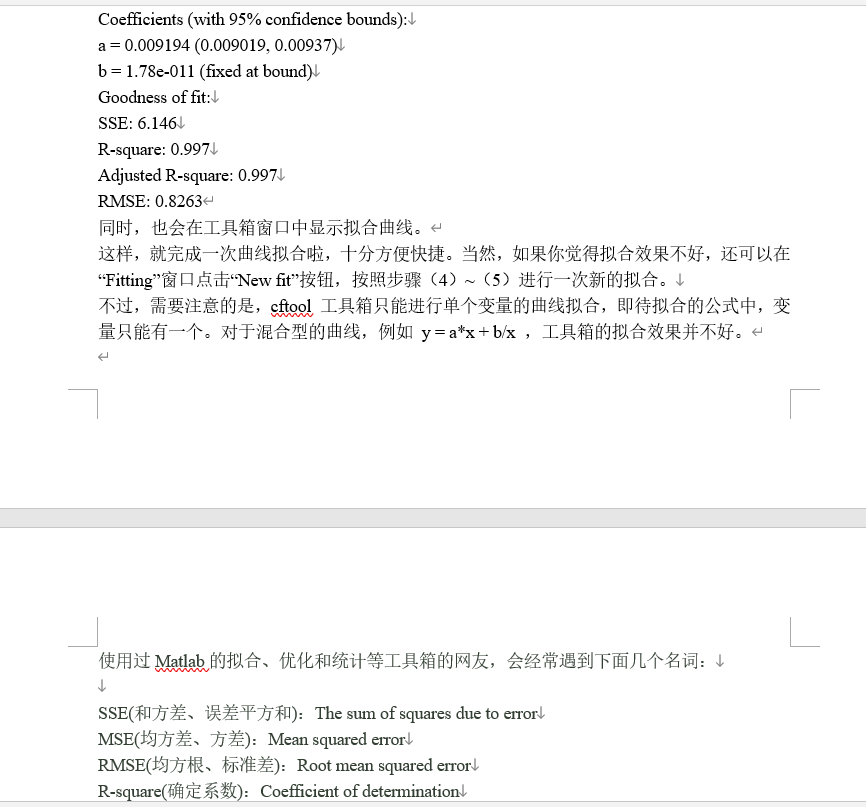 Coefficients (with 95% confidence bounds):↓
a = 0.009194 (0.009019, 0.00937)↓
b = 1.78e-011 (fixed at bound)↓
Goodness of fit:↓
SSE: 6.146↓
R-square: 0.997↓
Adjusted R-square: 0.997↓
RMSE: 0.8263↵
同时，也会在工具箱窗口中显示拟合曲线。↵
这样，就完成一次曲线拟合啦，十分方便快捷。当然，如果你觉得拟合效果不好，还可以在
“Fitting”窗口点击“New fit”按钮，按照步骤（4）~（5）进行一次新的拟合。↓
不过，需要注意的是，cftool 工具箱只能进行单个变量的曲线拟合，即待拟合的公式中，变
量只能有一个。对于混合型的曲线，例如 y = a*x + b/x ，工具箱的拟合效果并不好。↵
↵
使用过 Matlab 的拟合、优化和统计等工具箱的网友，会经常遇到下面几个名词：↓
↓
SSE(和方差、误差平方和)：The sum of squares due to error↓
MSE(均方差、方差)：Mean squared error↓
RMSE(均方根、标准差)：Root mean squared error↓
R-square(确定系数)：Coefficient of determination↓